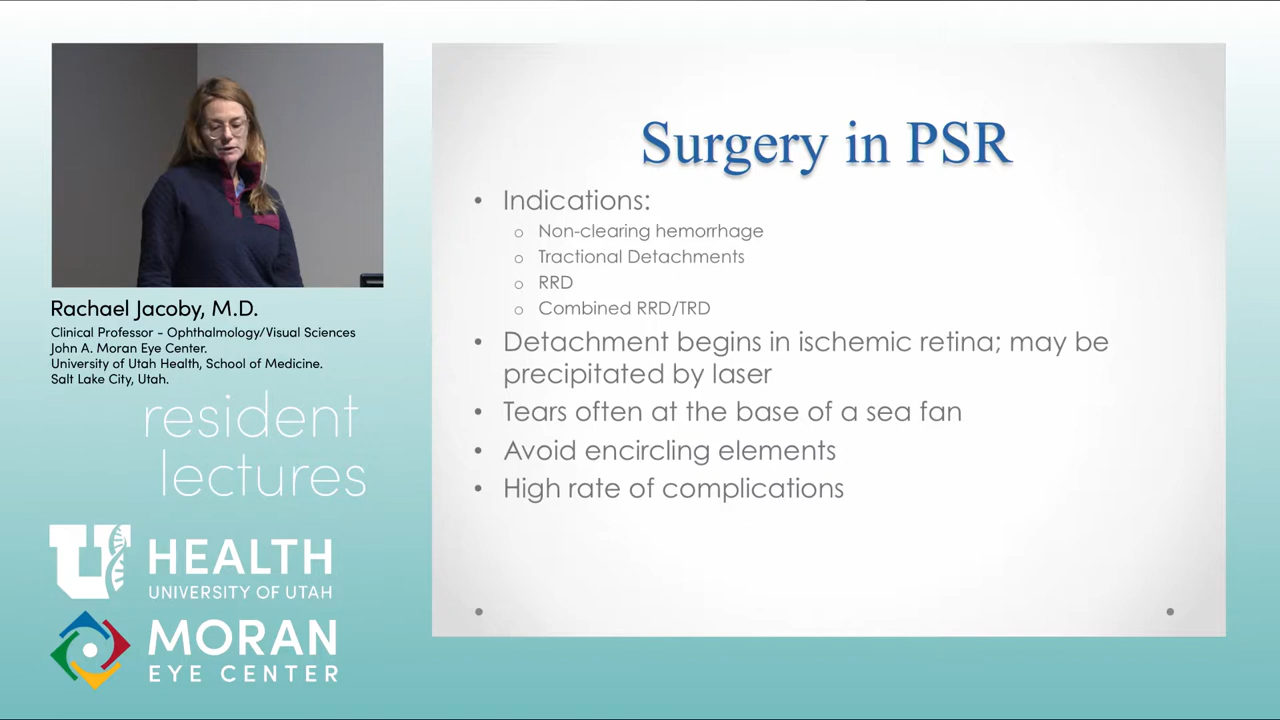 Surgery in PSR
• Indications:
o Non-clearing hemorrhage
o Tractional Detachments
o RRD
o Combined RRD/TRD
• Detachment begins in ischemic retina; may be
precipitated by laser
• Tears often at the base of a sea fan
• Avoid encircling elements
• High rate of complications
Rachael Jacoby, M.D.
Clinical Professor - Ophthalmology/Visual Sciences
John A. Moran Eye Center.
University of Utah Health, School of Medicine.
Salt Lake City, Utah.
resident
lectures
U HEALTH
UNIVERSITY OF UTAH
MORAN
EYE CENTER